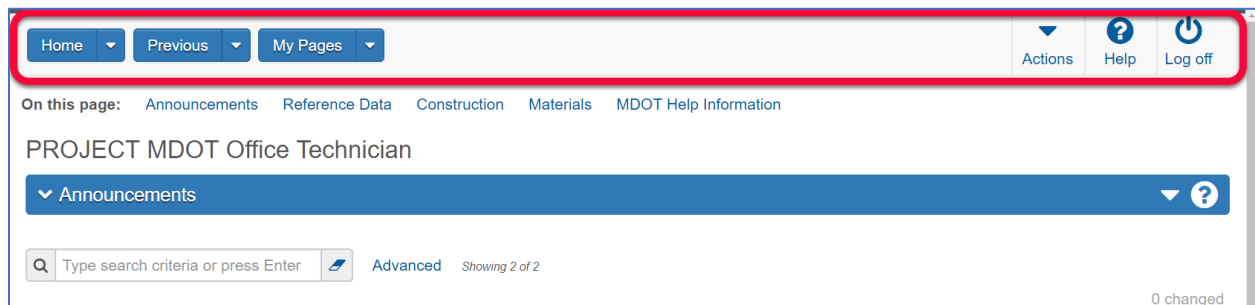 Home Previous My Pages Actions Help Log off
On this page: Announcements Reference Data Construction Materials MDOT Help Information
PROJECT MDOT Office Technician
Announcements
Type search criteria or press Enter Advanced Showing 2 of 2
0 changed